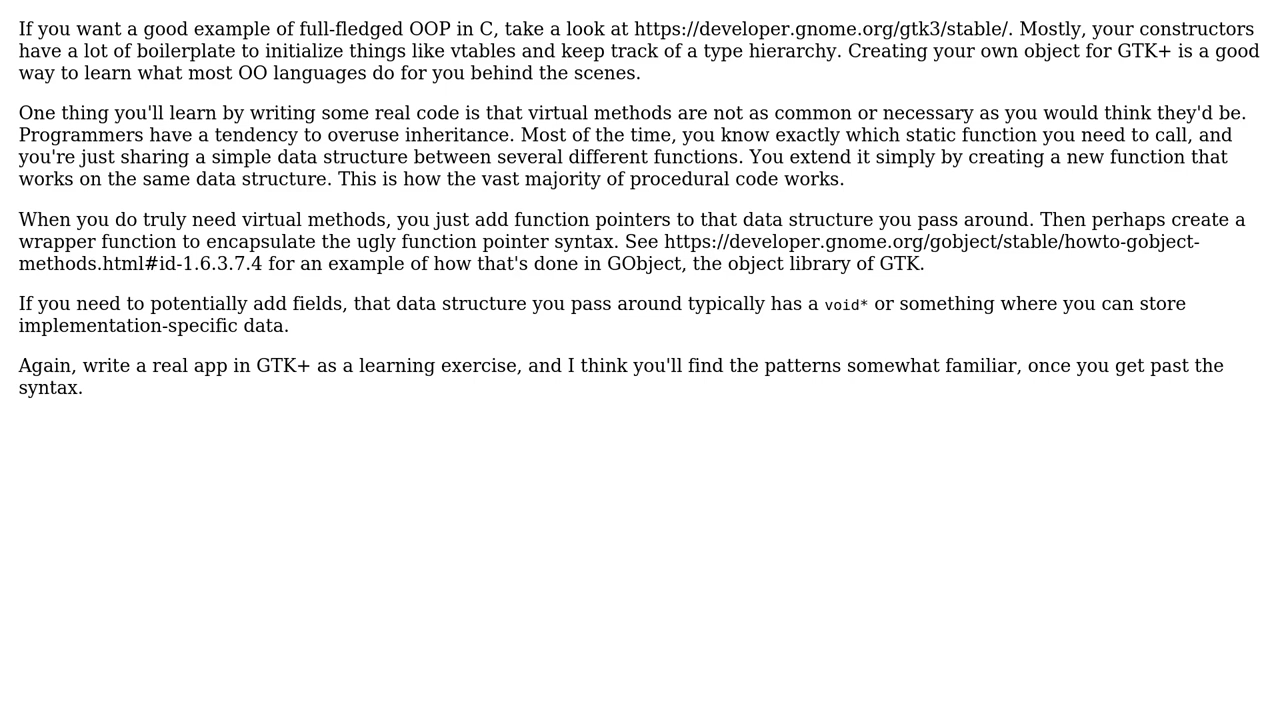 If you want a good example of full-fledged OOP in C, take a look at https://developer.gnome.org/gtk3/stable/. Mostly, your constructors
have a lot of boilerplate to initialize things like vtables and keep track of a type hierarchy. Creating your own object for GTK+ is a good
way to learn what most OO languages do for you behind the scenes.
One thing you'll learn by writing some real code is that virtual methods are not as common or necessary as you would think they'd be.
Programmers have a tendency to overuse inheritance. Most of the time, you know exactly which static function you need to call, and
you're just sharing a simple data structure between several different functions. You extend it simply by creating a new function that
works on the same data structure. This is how the vast majority of procedural code works.
When you do truly need virtual methods, you just add function pointers to that data structure you pass around. Then perhaps create a
wrapper function to encapsulate the ugly function pointer syntax. See https://developer.gnome.org/gobject/stable/howto-gobject-
methods.html#id-1.6.3.7.4 for an example of how that's done in GObject, the object library of GTK.
If you need to potentially add fields, that data structure you pass around typically has a void* or something where you can store
implementation-specific data.
Again, write a real app in GTK+ as a learning exercise, and I think you'll find the patterns somewhat familiar, once you get past the
syntax.